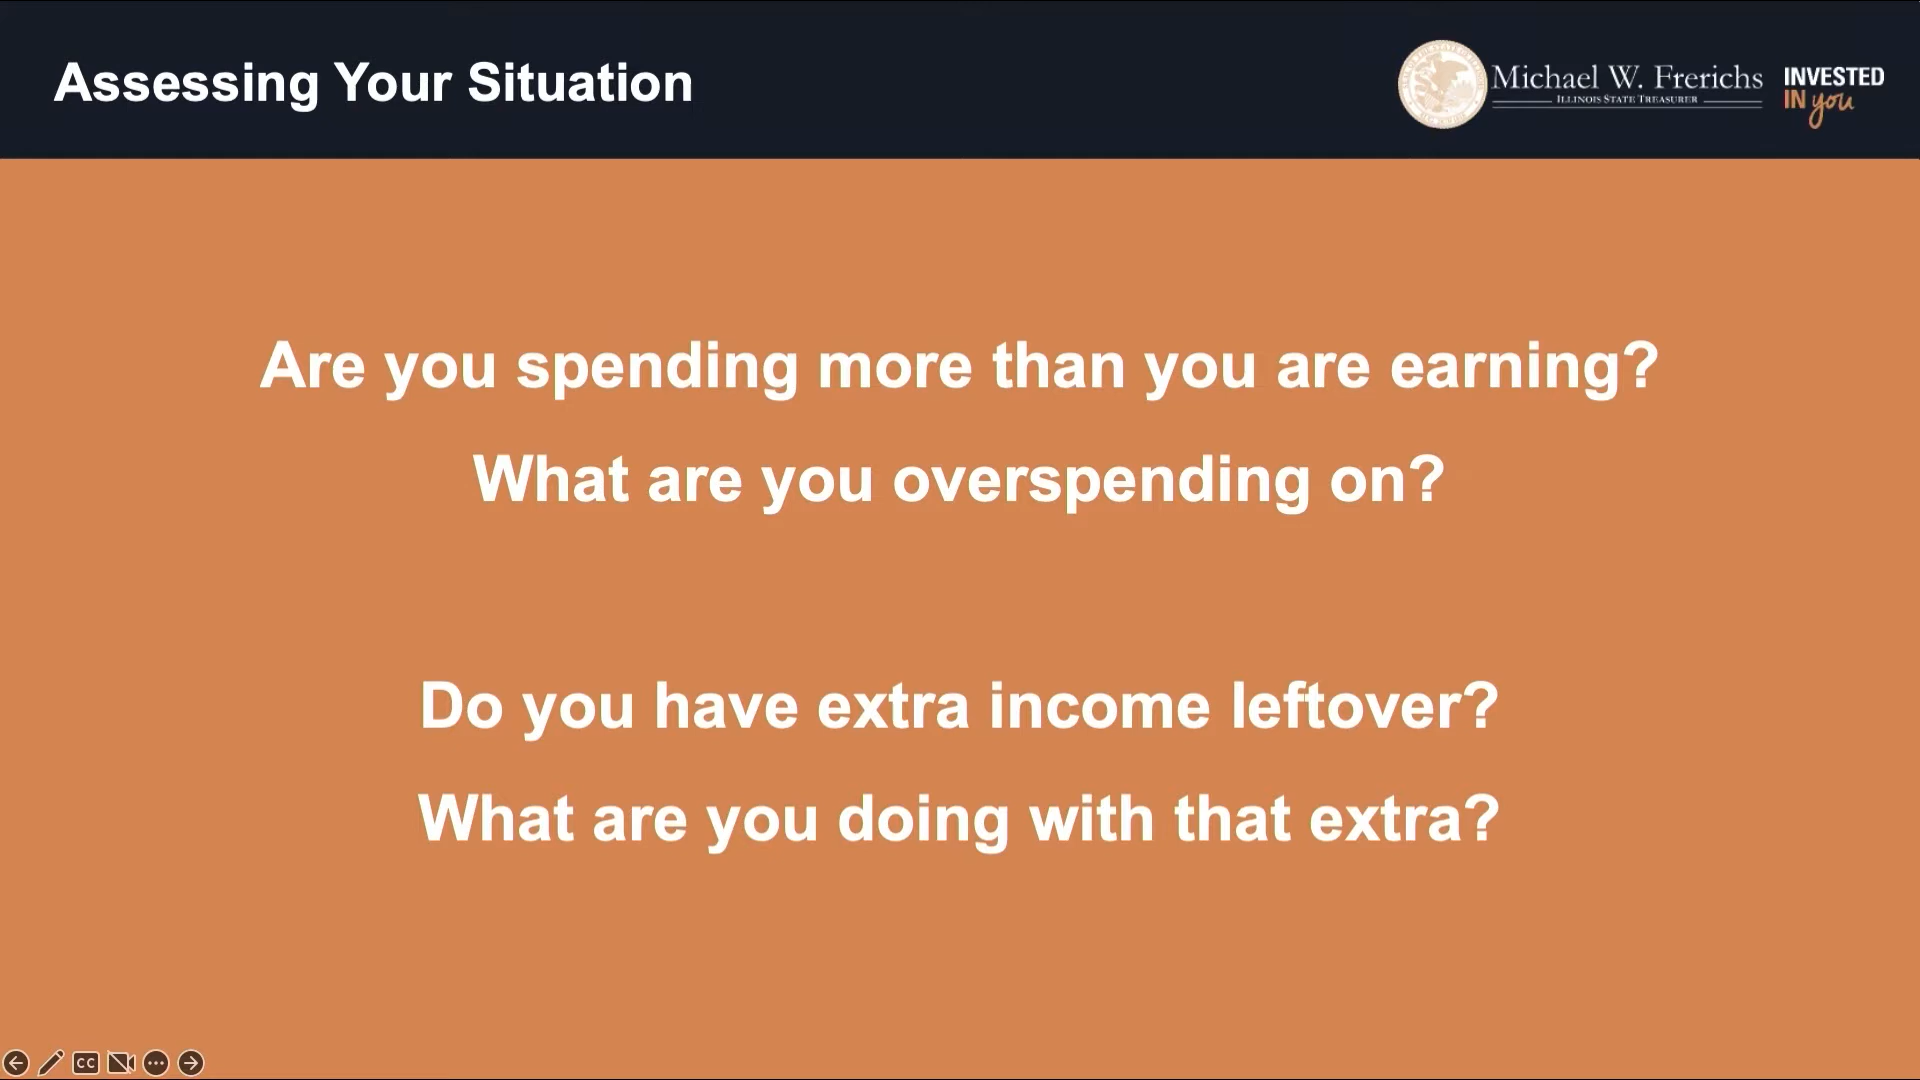 Assessing Your Situation
Michael W. Frerichs
ILLINOIS STATE TREASURER
INVESTED
IN you
Are you spending more than you are earning?
What are you overspending on?
Do you have extra income leftover?
What are you doing with that extra?
CC